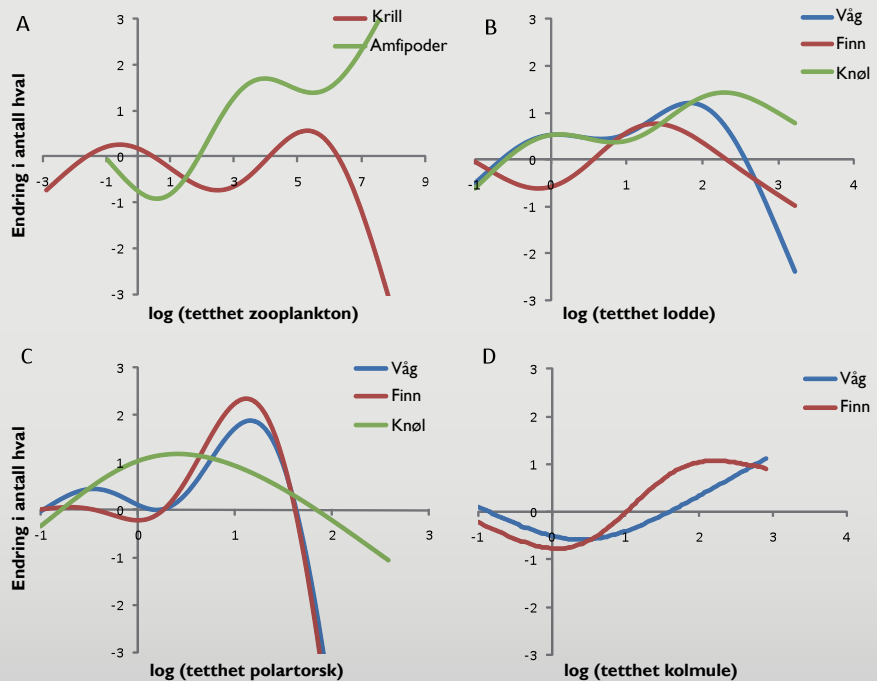 A
Krill
Amfipoder
Endring i antall hval
3
2
1
0
-1
-2
-3
-3 -1 1 3 5 7 9
log (tetthet zooplankton)
B
Våg
Finn
Knøl
3
2
1
0
-1
-2
-3
-1 0 1 2 3 4
log (tetthet lodde)
C
Våg
Finn
Knøl
Endring i antall hval
3
2
1
0
-1
-2
-3
-1 0 1 2 3
log (tetthet polartorsk)
D
Våg
Finn
3
2
1
0
-1
-2
-3
-1 0 1 2 3 4
log (tetthet kolmule)